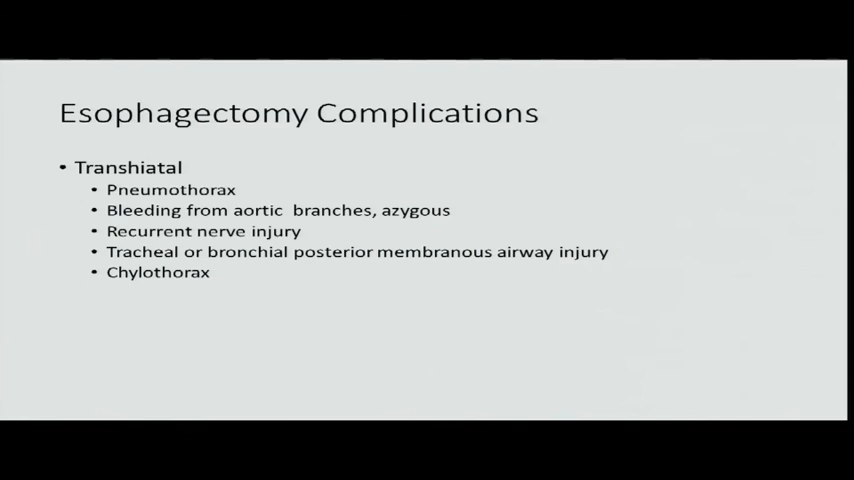 Esophagectomy Complications
• Transhiatal
• Pneumothorax
• Bleeding from aortic branches, azygous
• Recurrent nerve injury
• Tracheal or bronchial posterior membranous airway injury
• Chylothorax